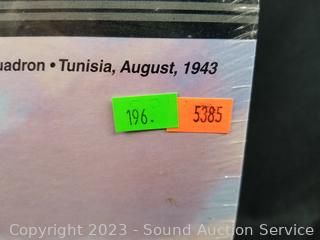 uadron • Tunisia, August, 1943
196. 5385
Copyright © 2023 - Sound Auction Service